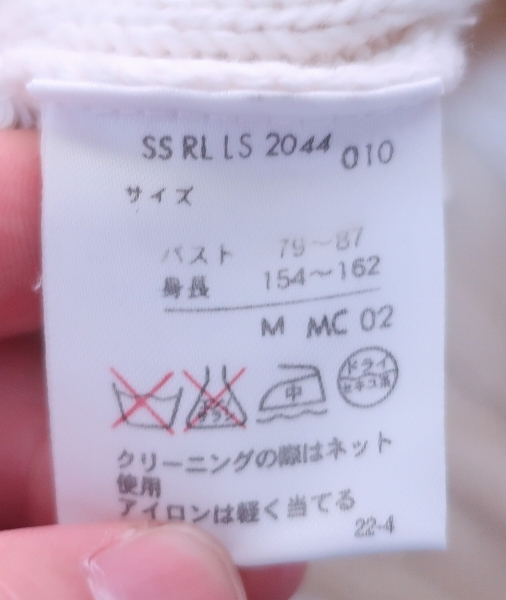 SS RL LS 2044 010
サイズ
バスト 79〜87
身長 154〜162
M MC 02
中
ドライ
セキユ系
クリーニングの際はネット
使用
アイロンは軽く当てる
22-4